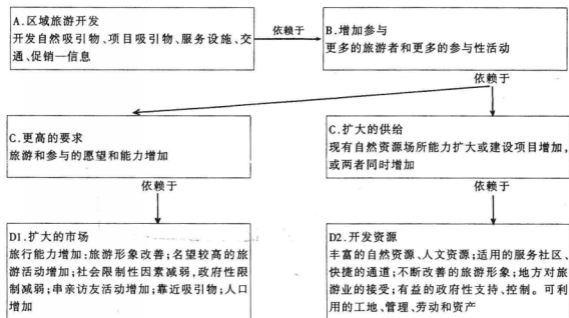 A.区域旅游开发
开发自然吸引物、项目吸引物、服务设施、交
通、促销—信息
依赖于
B.增加参与
更多的旅游者和更多的参与性活动
依赖于
C.更高的要求
旅游和参与的愿望和能力增加
C.扩大的供给
现有自然资源场所能力扩大或建设项目增加,
或两者同时增加
依赖于
依赖于
D1.扩大的市场
旅行能力增加;旅游形象改善;名望较高的旅
游活动增加;社会限制性因素减弱,政府性限
制减弱;串亲访友活动增加;靠近吸引物;人口
增加
D2.开发资源
丰富的自然资源、人文资源;适用的服务社区、
快捷的通道;不断改善的旅游形象;地方对旅
游业的接受;有益的政府性支持、控制。可利
用的工地、管理、劳动和资产